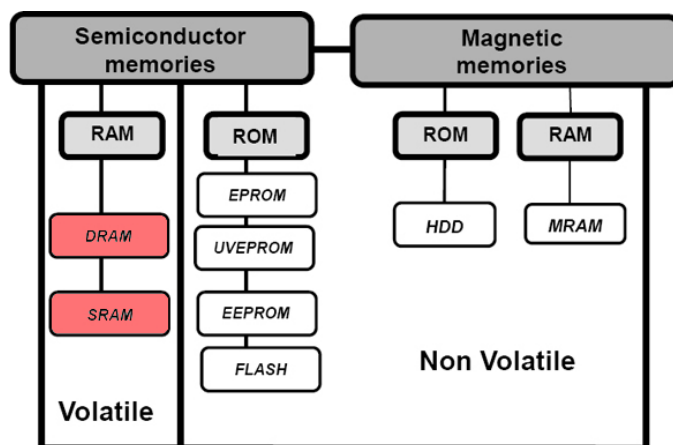 Semiconductor
memories
Magnetic
memories
RAM
ROM
ROM
RAM
EPROM
DRAM
UVEPROM
HDD
MRAM
SRAM
EEPROM
FLASH
Non Volatile
Volatile